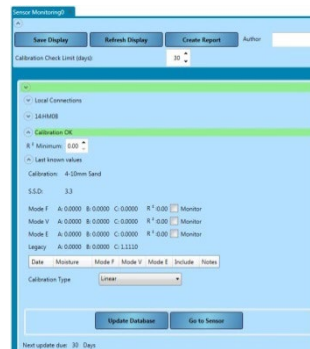 Sensor Monitoring0
Save Display Refresh Display Create Report Author
Calibration Check Limit (days): 30
Local Connections
14:HM08
Calibration OK
R² Minimum: 0.00
Last known values
Calibration: 4-10mm Sand
S.S.D: 3.3
Mode F A: 0.0000 B: 0.0000 C: 0.0000 R² :0.00 Monitor
Mode V A: 0.0000 B: 0.0000 C: 0.0000 R² :0.00 Monitor
Mode E A: 0.0000 B: 0.0000 C: 0.0000 R² :0.00 Monitor
Legacy A: 0.0000 B: 0.0000 C: 1.1110
Date Moisture Mode F Mode V Mode E Include Notes
Calibration Type Linear
Update Database Go to Sensor
Next update due: 30 Days